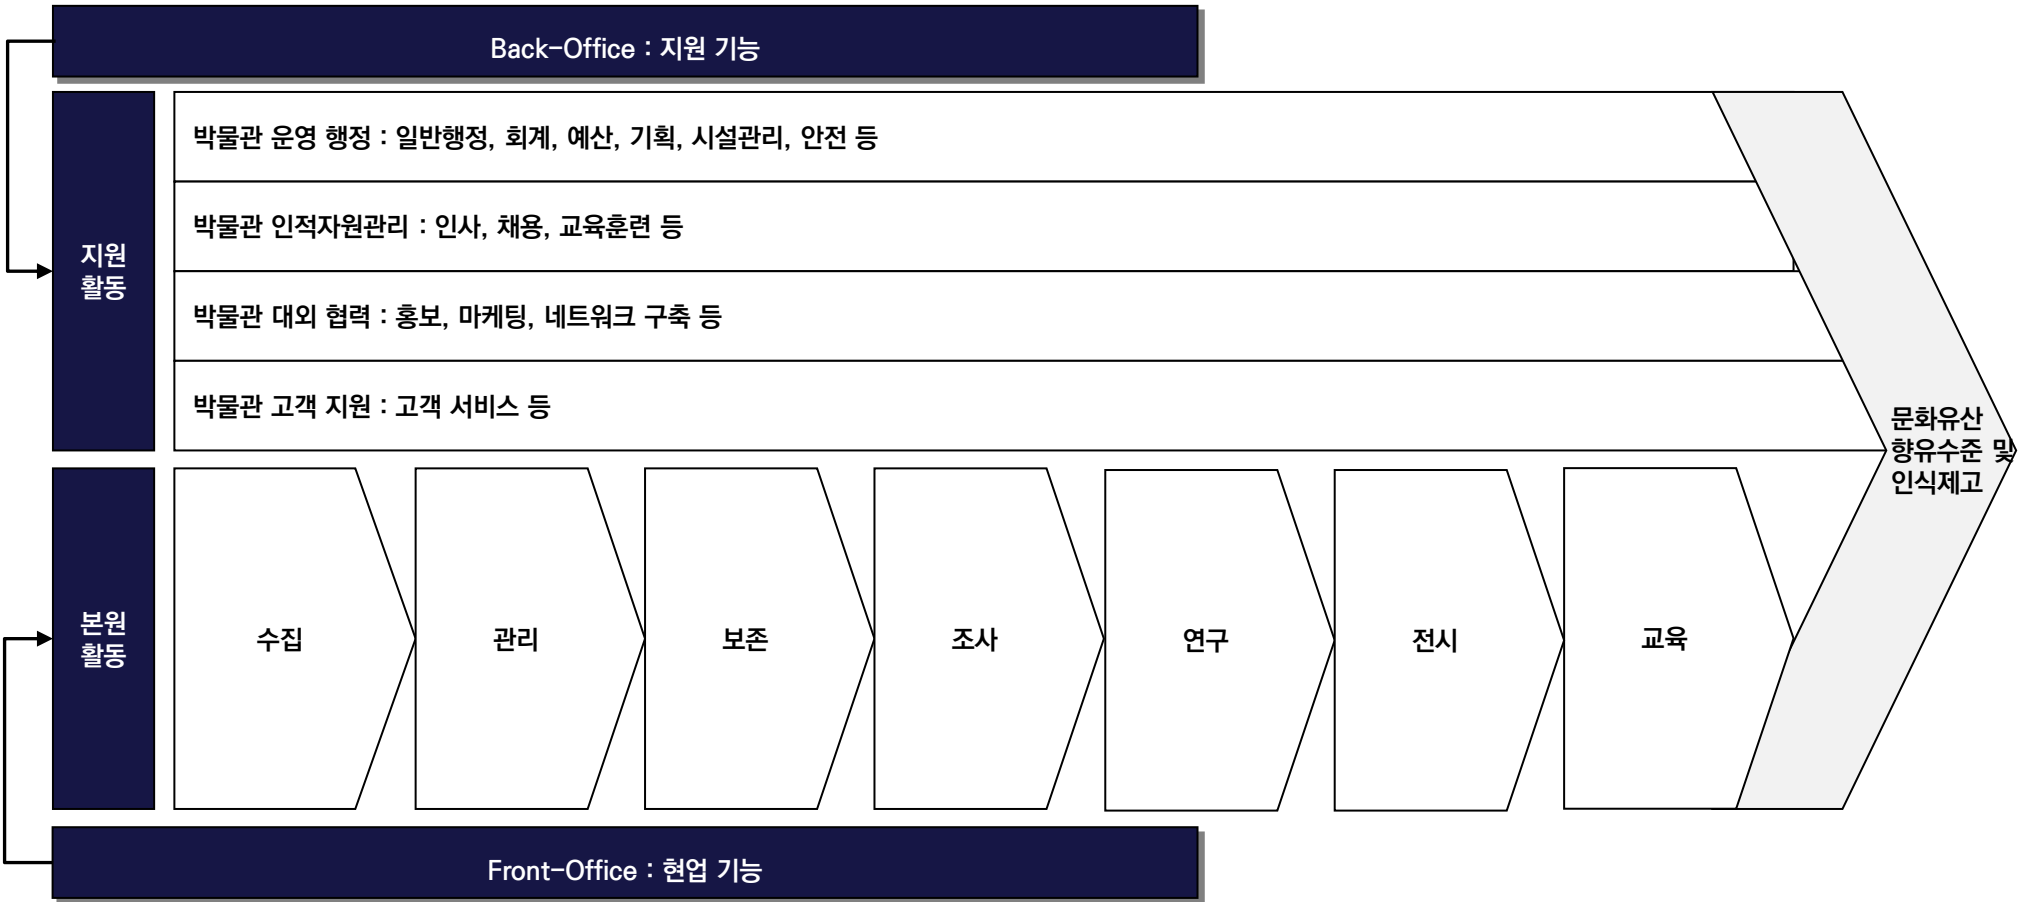 Back-Office : 지원 기능
지원
활동
박물관 운영 행정 : 일반행정, 회계, 예산, 기획, 시설관리, 안전 등
박물관 인적자원관리 : 인사, 채용, 교육훈련 등
박물관 대외 협력 : 홍보, 마케팅, 네트워크 구축 등
박물관 고객 지원 : 고객 서비스 등
문화유산
향유수준 및
인식제고
본원
활동
수집
관리
보존
조사
연구
전시
교육
Front-Office : 현업 기능